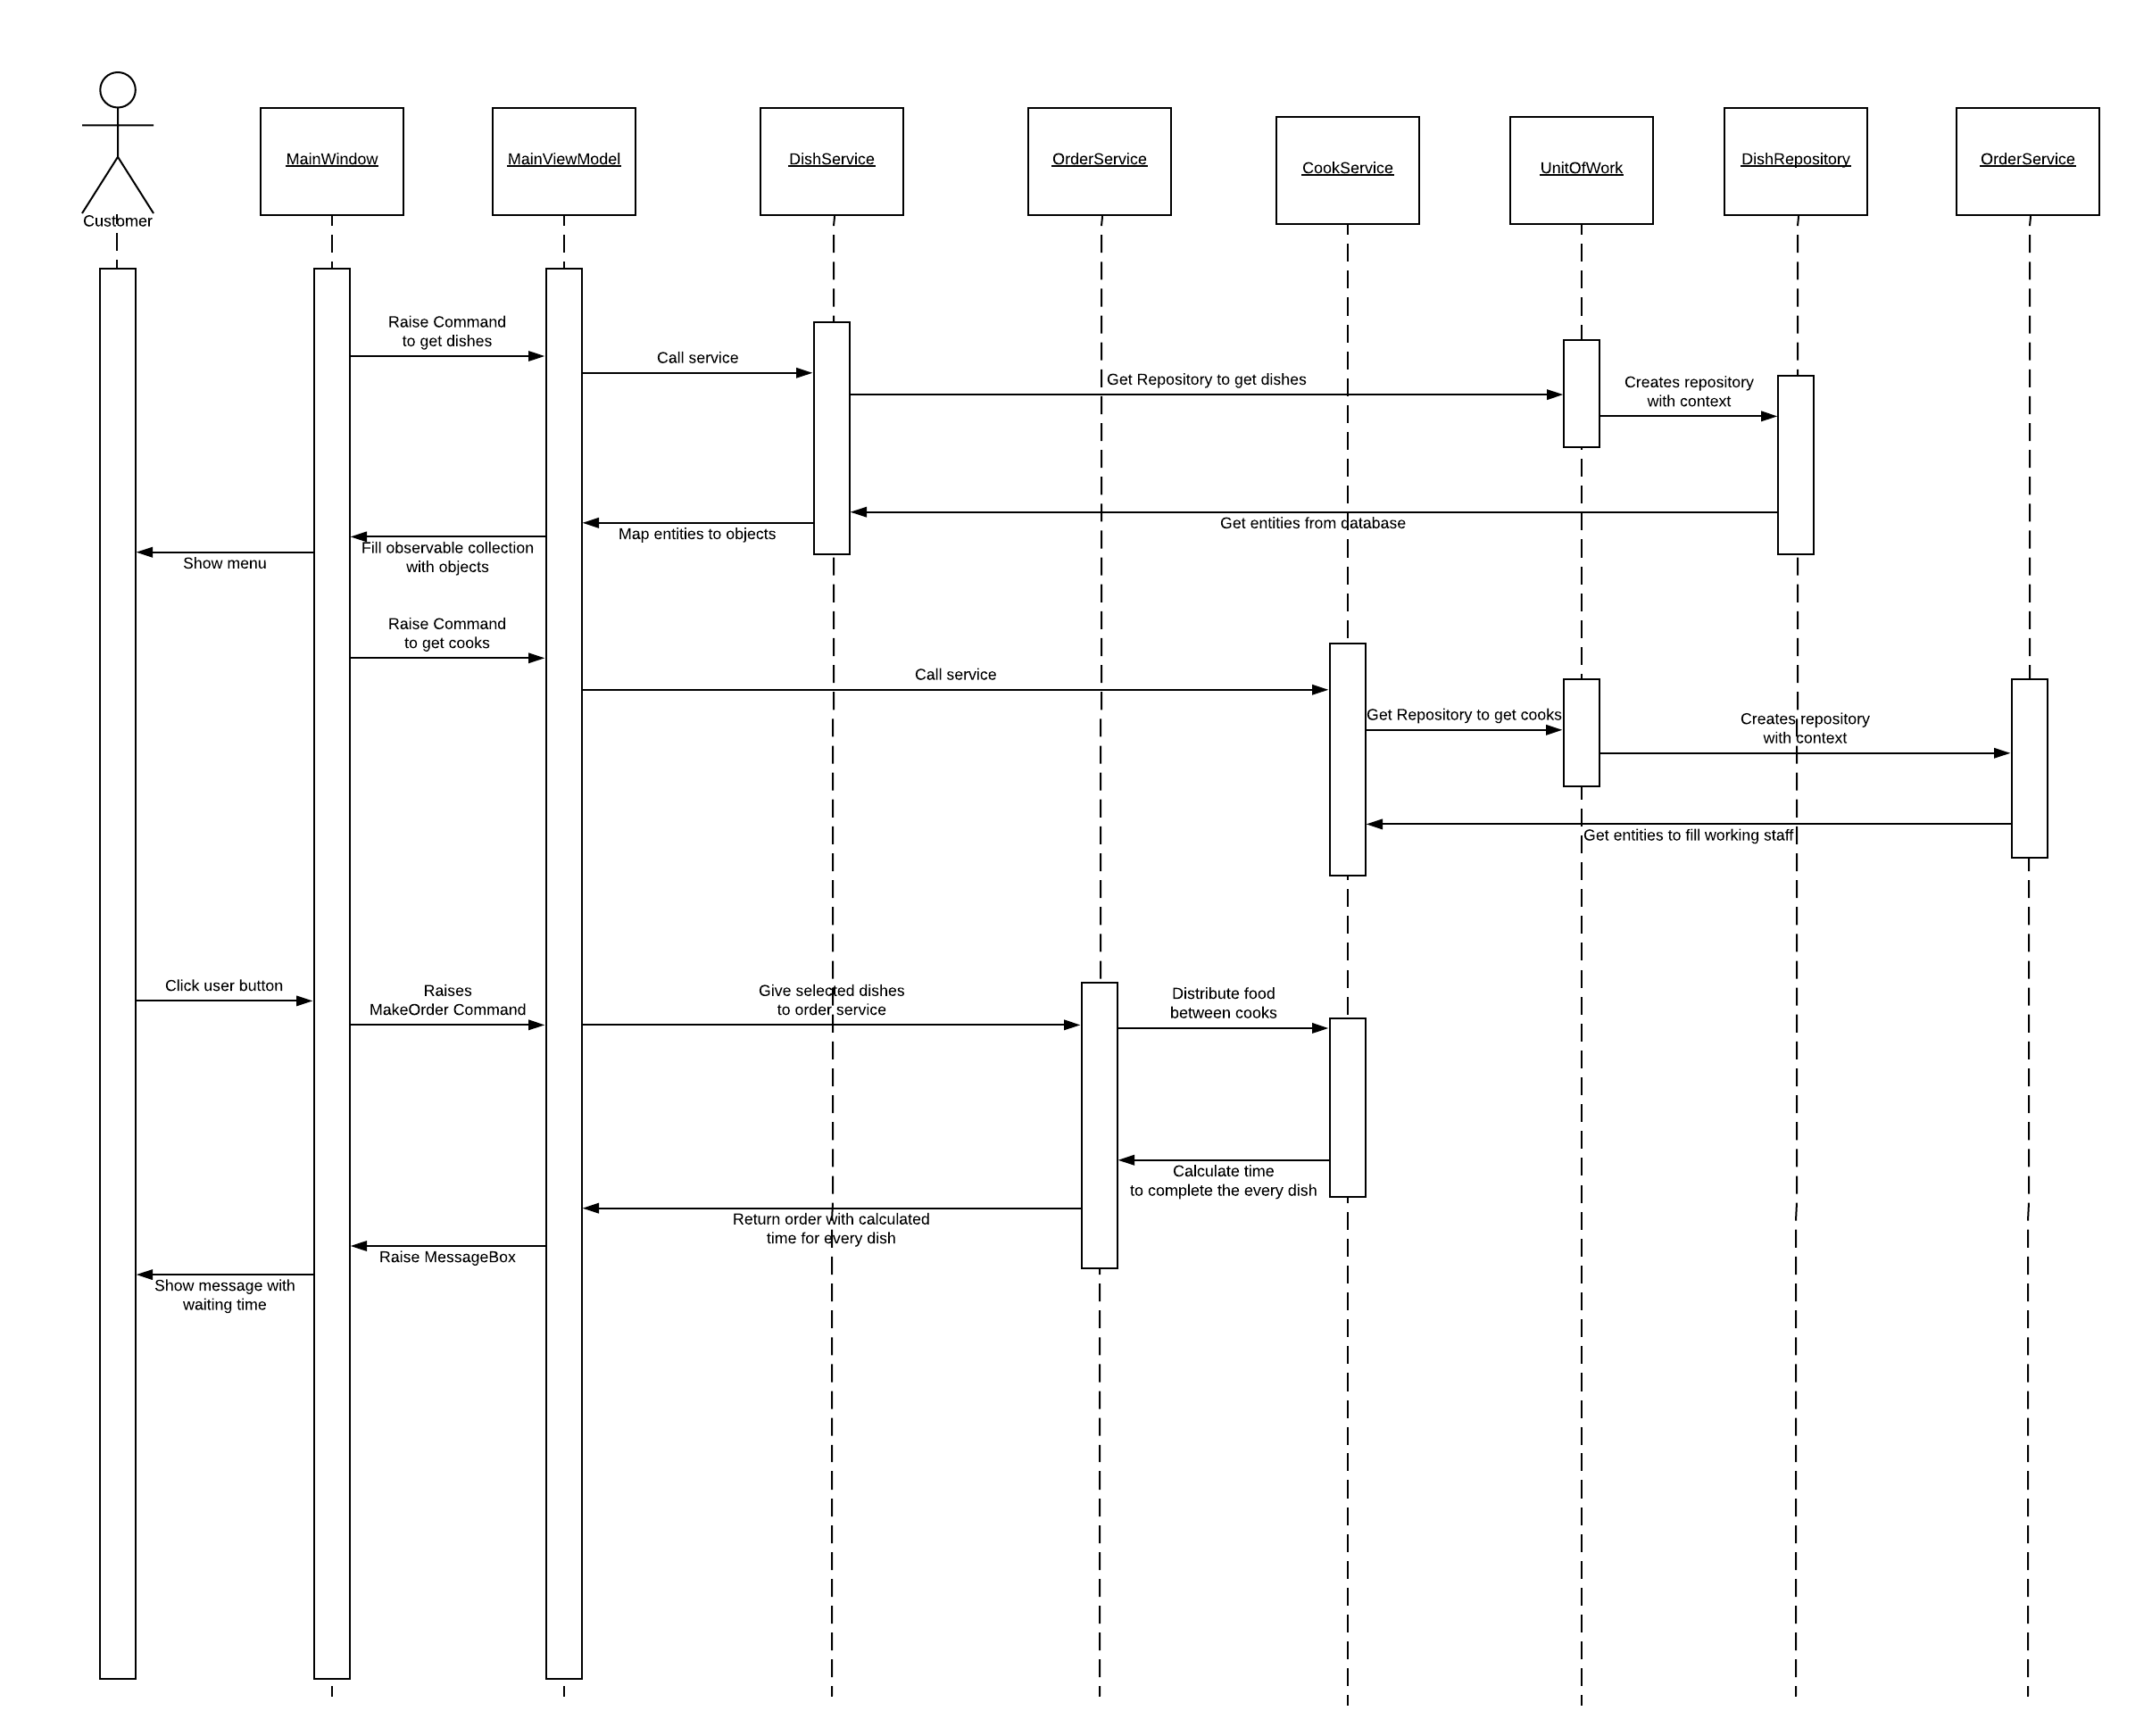 Customer
MainWindow
MainViewModel
DishService
OrderService
CookService
UnitOfWork
DishRepository
OrderService
Raise Command
to get dishes
Call service
Get Repository to get dishes
Creates repository
with context
Get entities from database
Map entities to objects
Fill observable collection
with objects
Show menu
Raise Command
to get cooks
Call service
Get Repository to get cooks
Creates repository
with context
Get entities to fill working staff
Click user button
Raises
MakeOrder Command
Give selected dishes
to order service
Distribute food
between cooks
Calculate time
to complete the every dish
Return order with calculated
time for every dish
Raise MessageBox
Show message with
waiting time